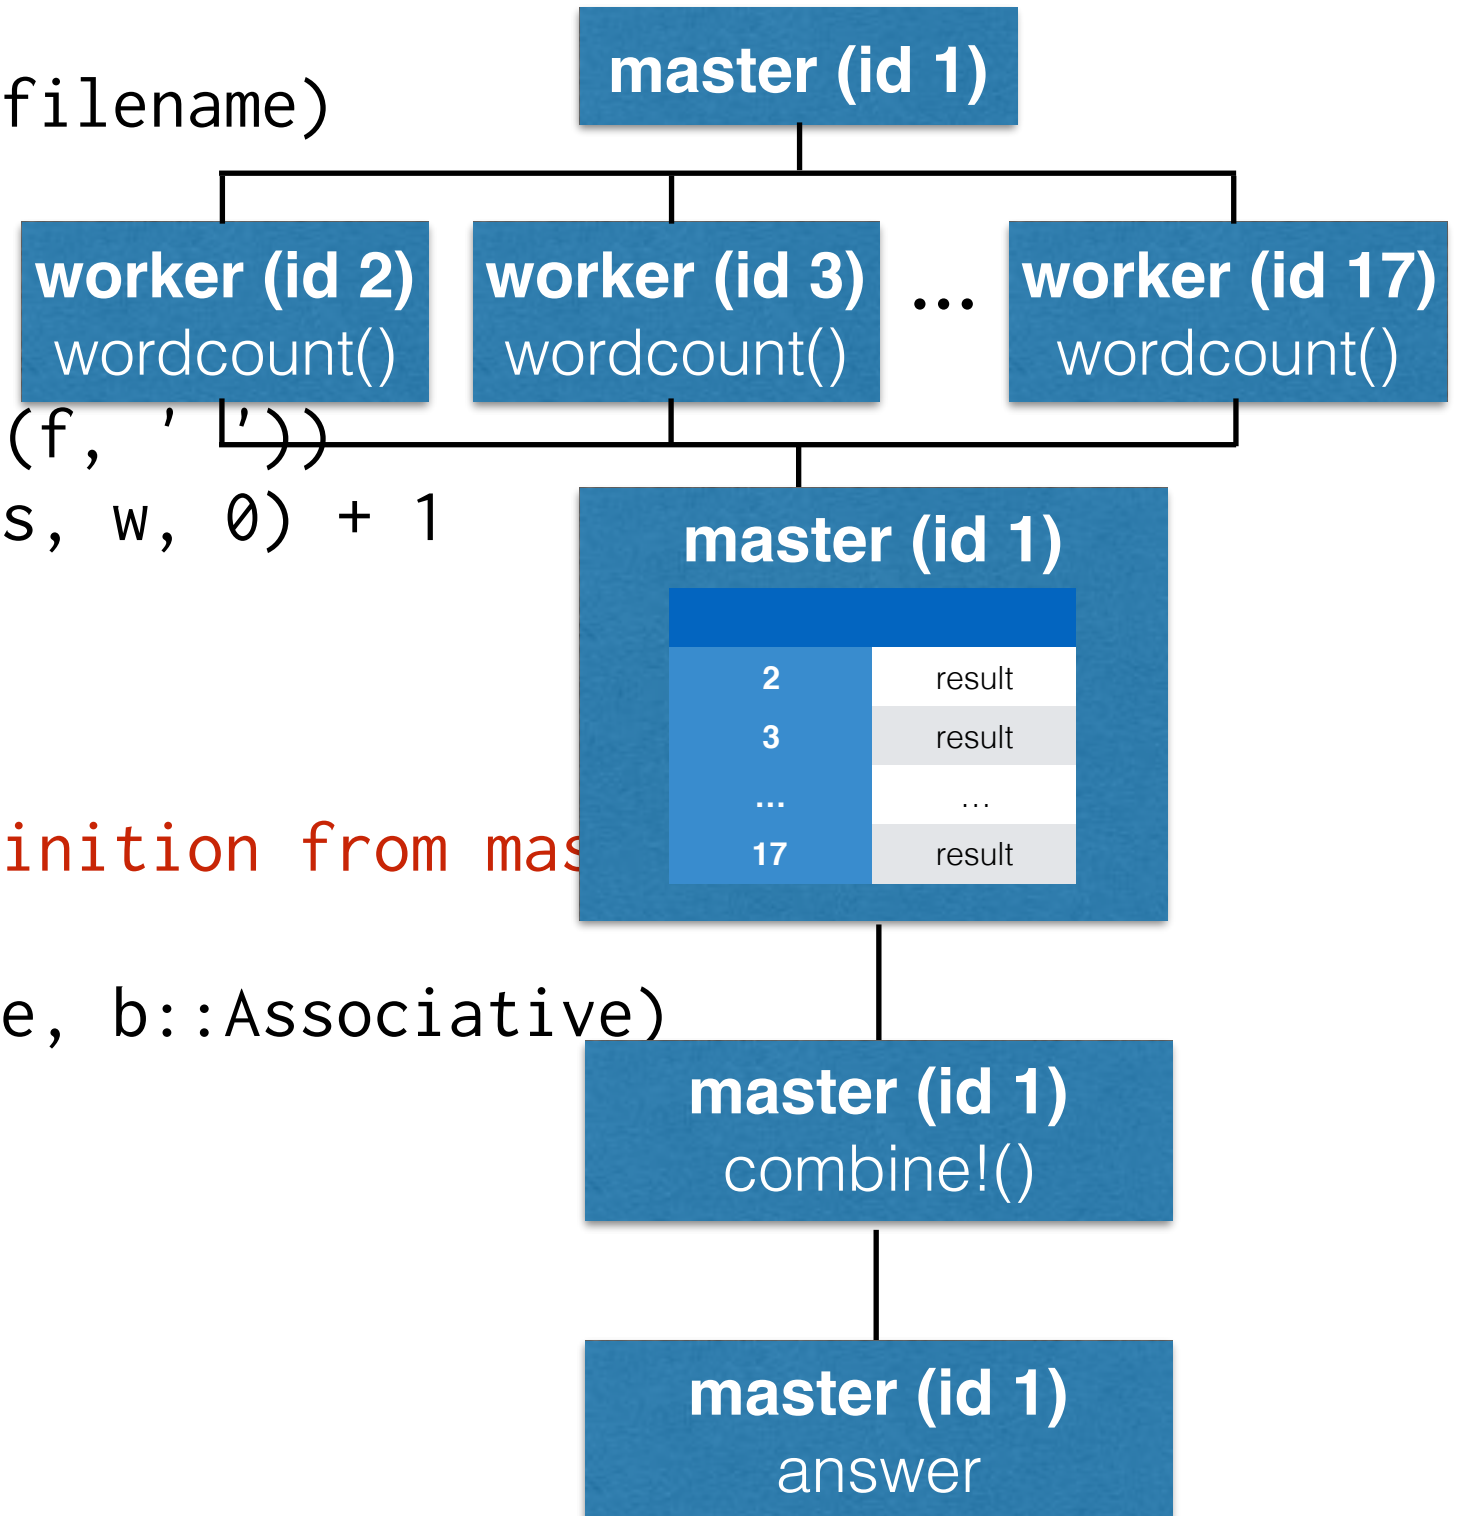 master (id 1)
filename)
worker (id 2)
wordcount()
worker (id 3)
wordcount()
...
worker (id 17)
wordcount()
(f, ' '))
s, w, 0) + 1
master (id 1)
2 result
3 result
... ...
17 result
inition from mas
e, b::Associative)
master (id 1)
combine!()
master (id 1)
answer